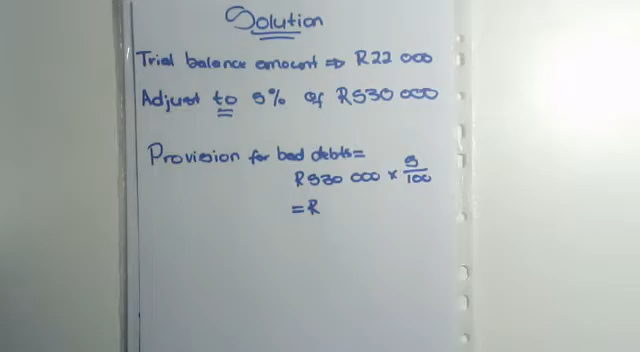 Solution
Trial balance amount ⇒ R22 000
Adjust to 5% of R530 000
Provision for bad debts=
R530 000 × 5/100
= R